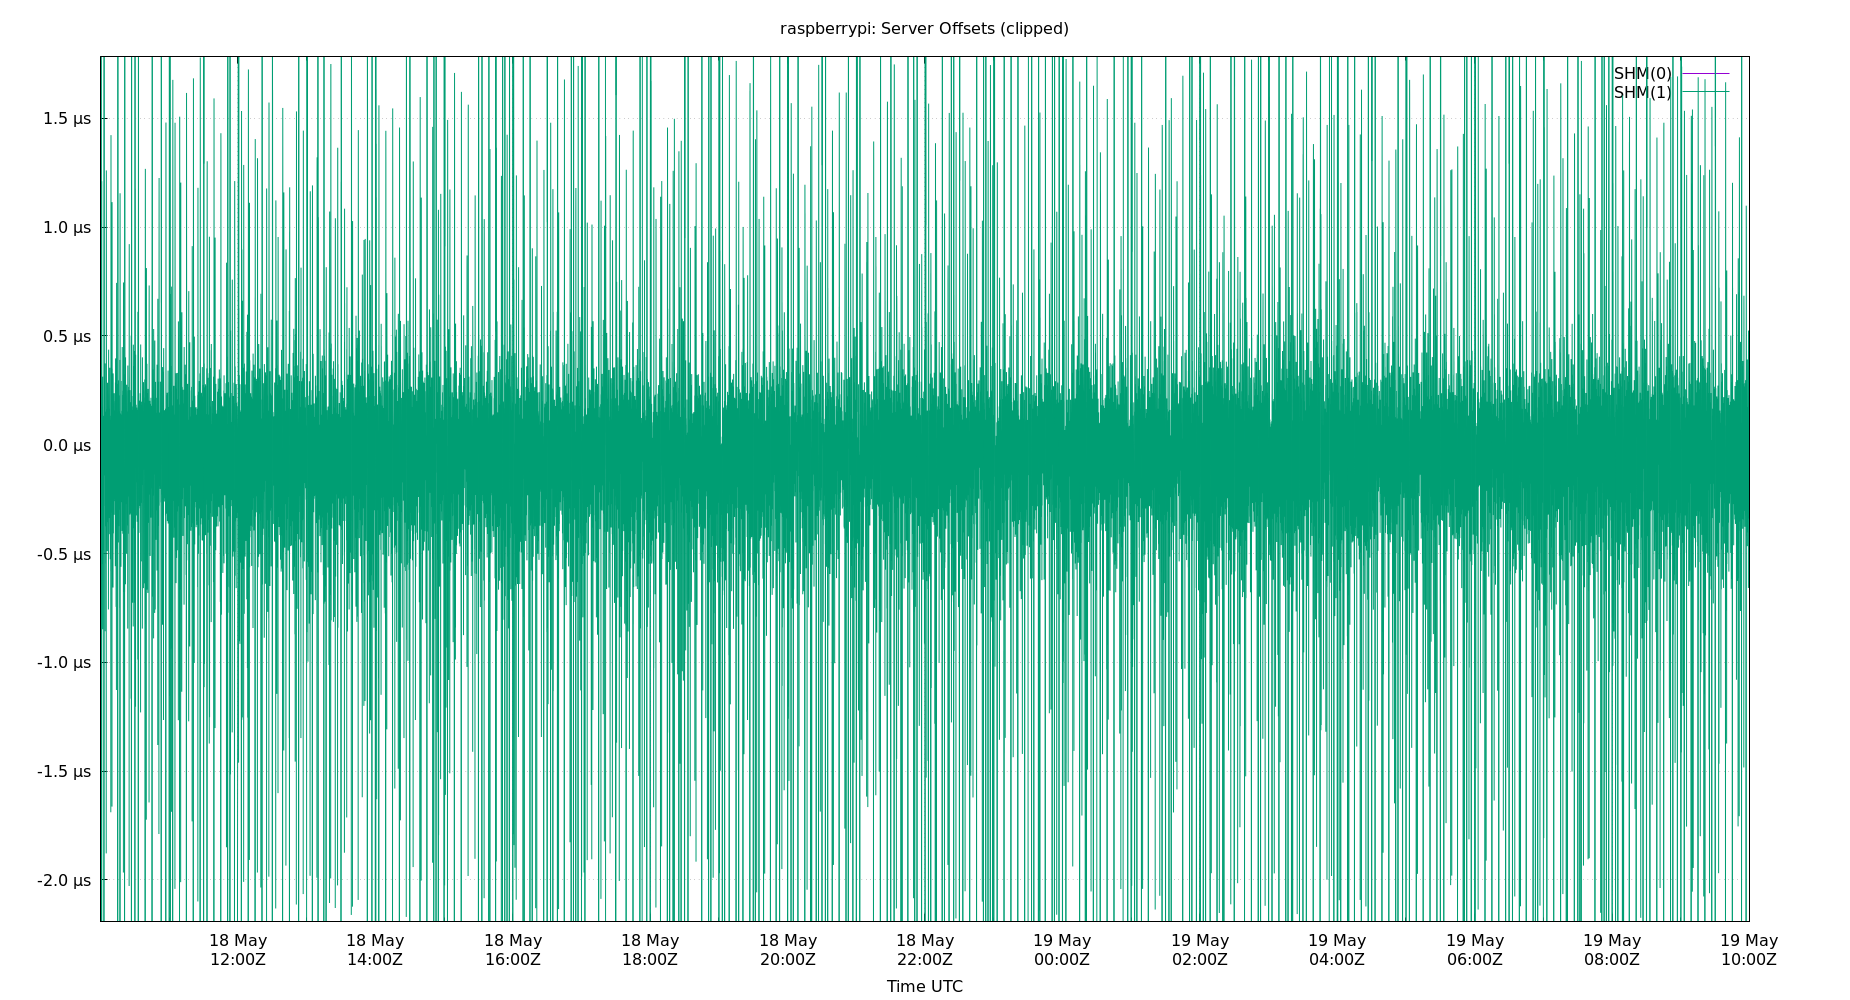 raspberrypi: Server Offsets (clipped)
SHM(0)
SHM(1)
1.5 µs
1.0 µs
0.5 µs
0.0 µs
-0.5 µs
-1.0 µs
-1.5 µs
-2.0 µs
18 May 18 May 18 May 18 May 18 May 18 May 19 May 19 May 19 May 19 May 19 May 19 May
12:00Z 14:00Z 16:00Z 18:00Z 20:00Z 22:00Z 00:00Z 02:00Z 04:00Z 06:00Z 08:00Z 10:00Z
Time UTC